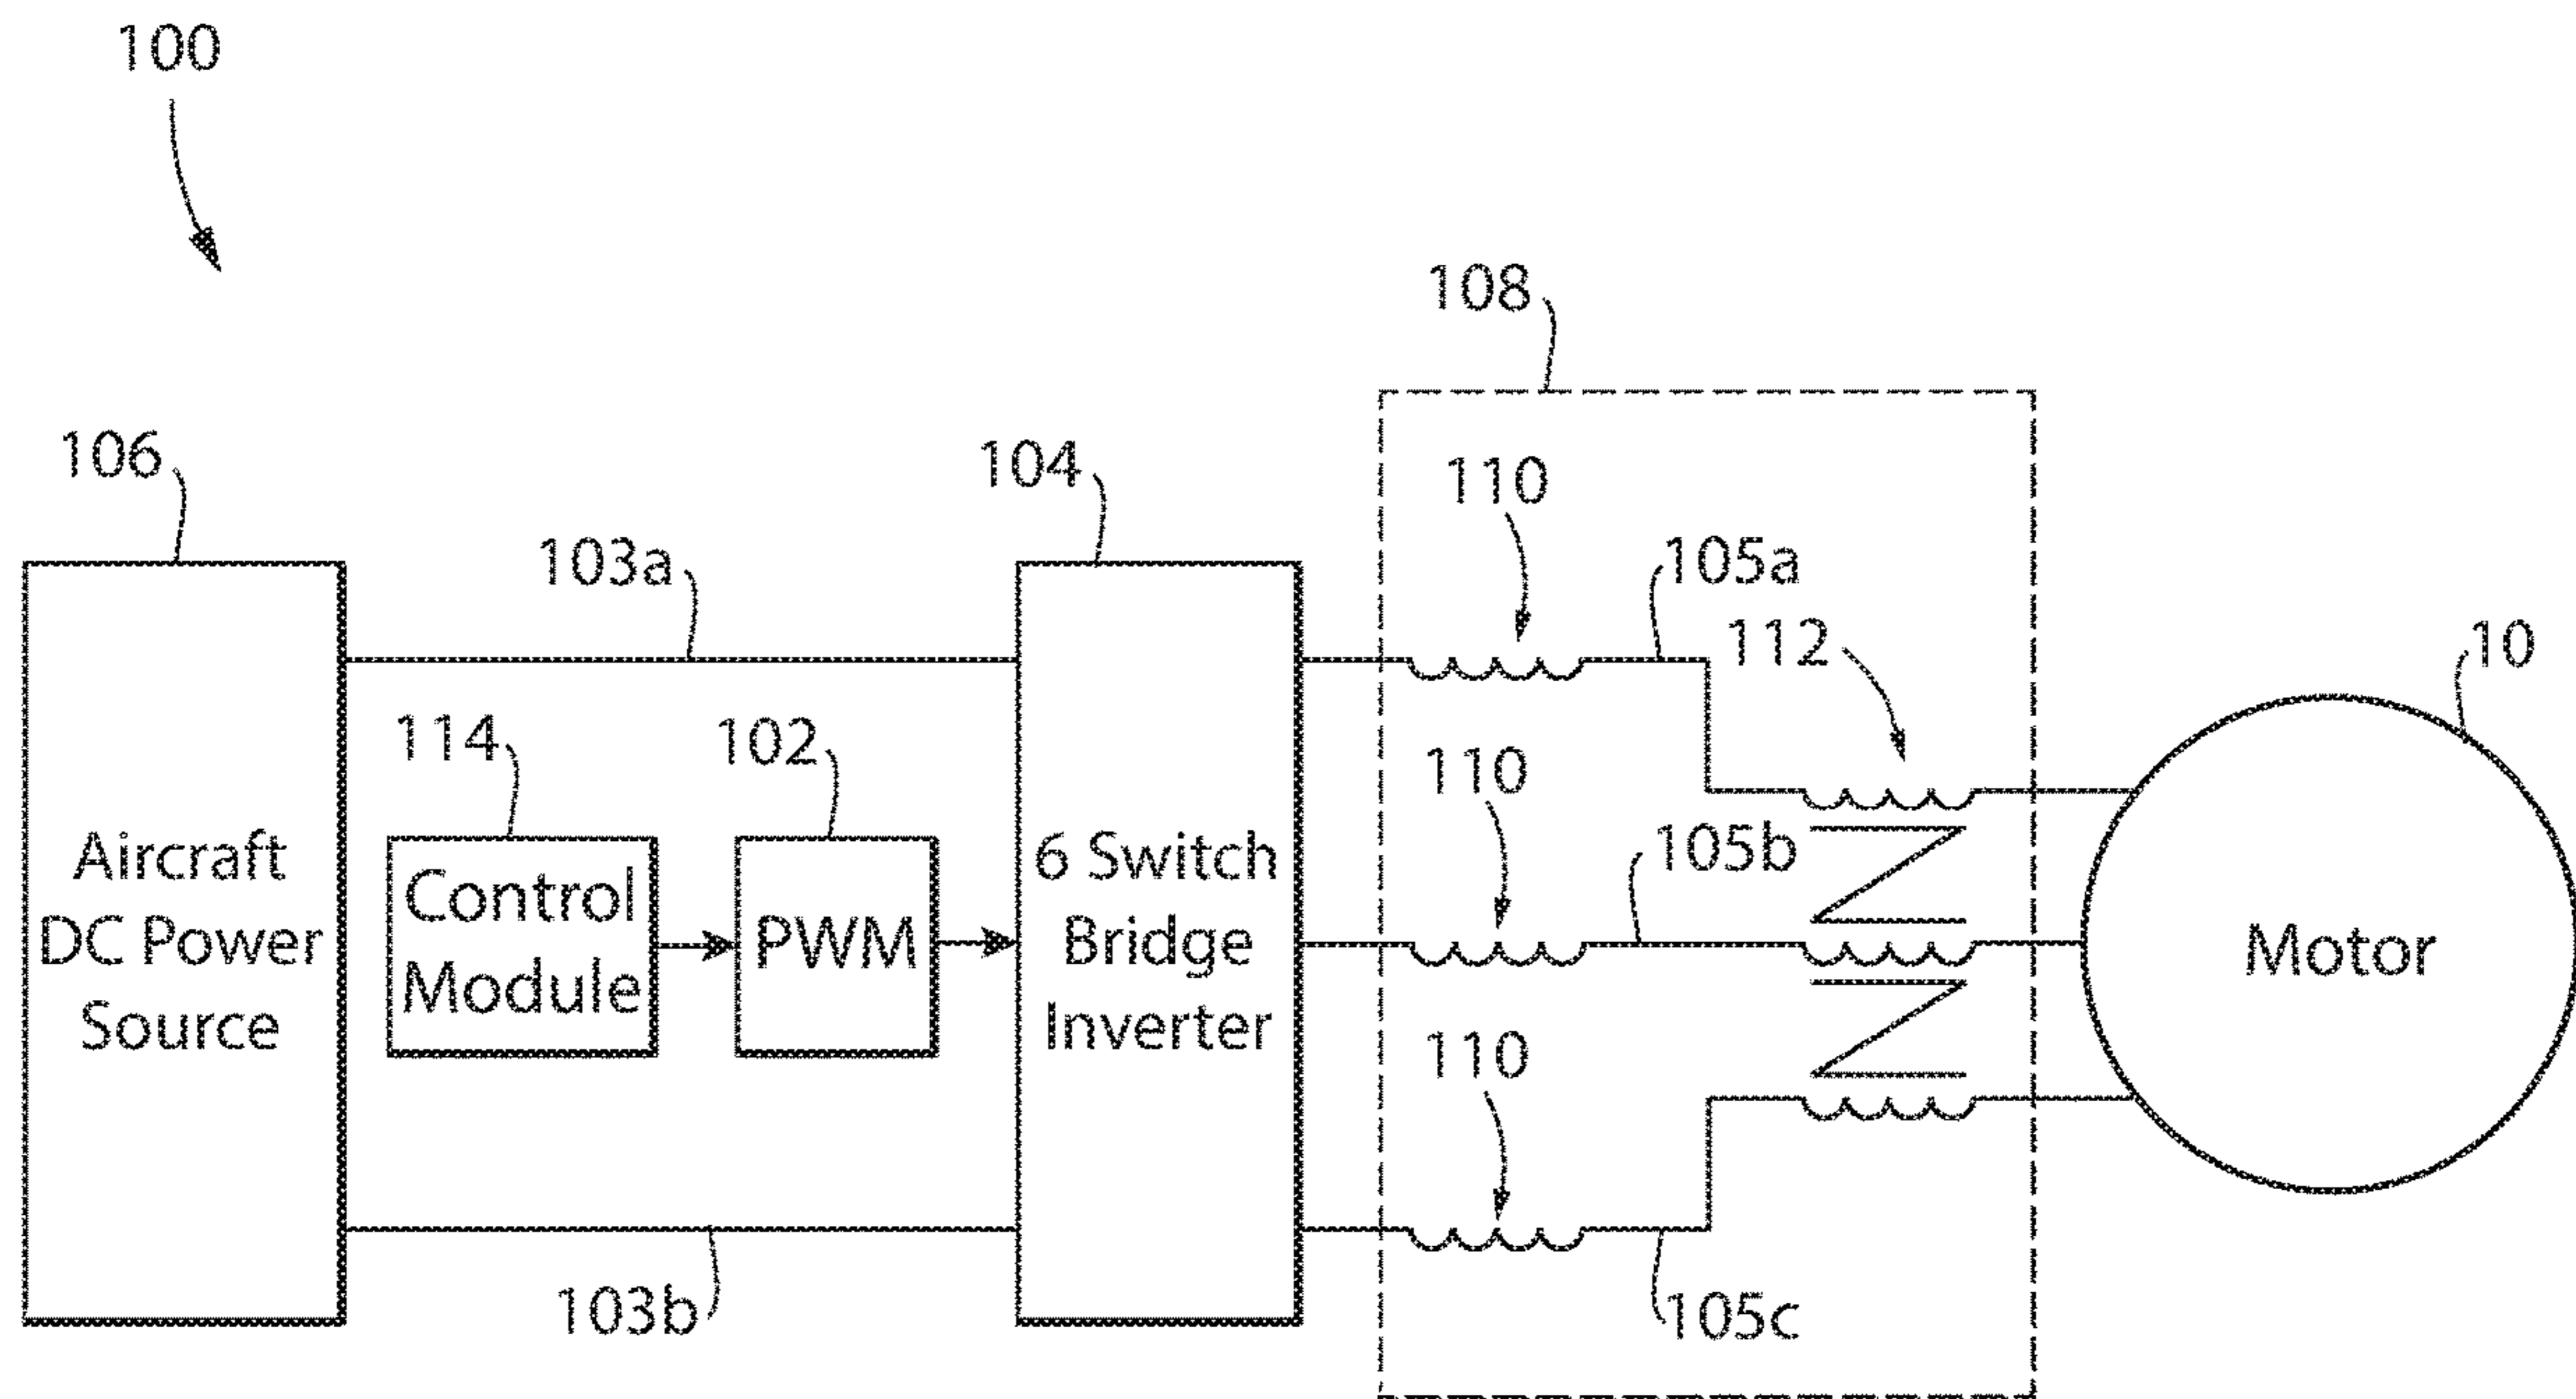 100
108
106
104
110
103a
105a
112
10
114
102
110
105b
Aircraft
DC Power
Source
Control
Module
PWM
6 Switch
Bridge
Inverter
Motor
110
103b
105c